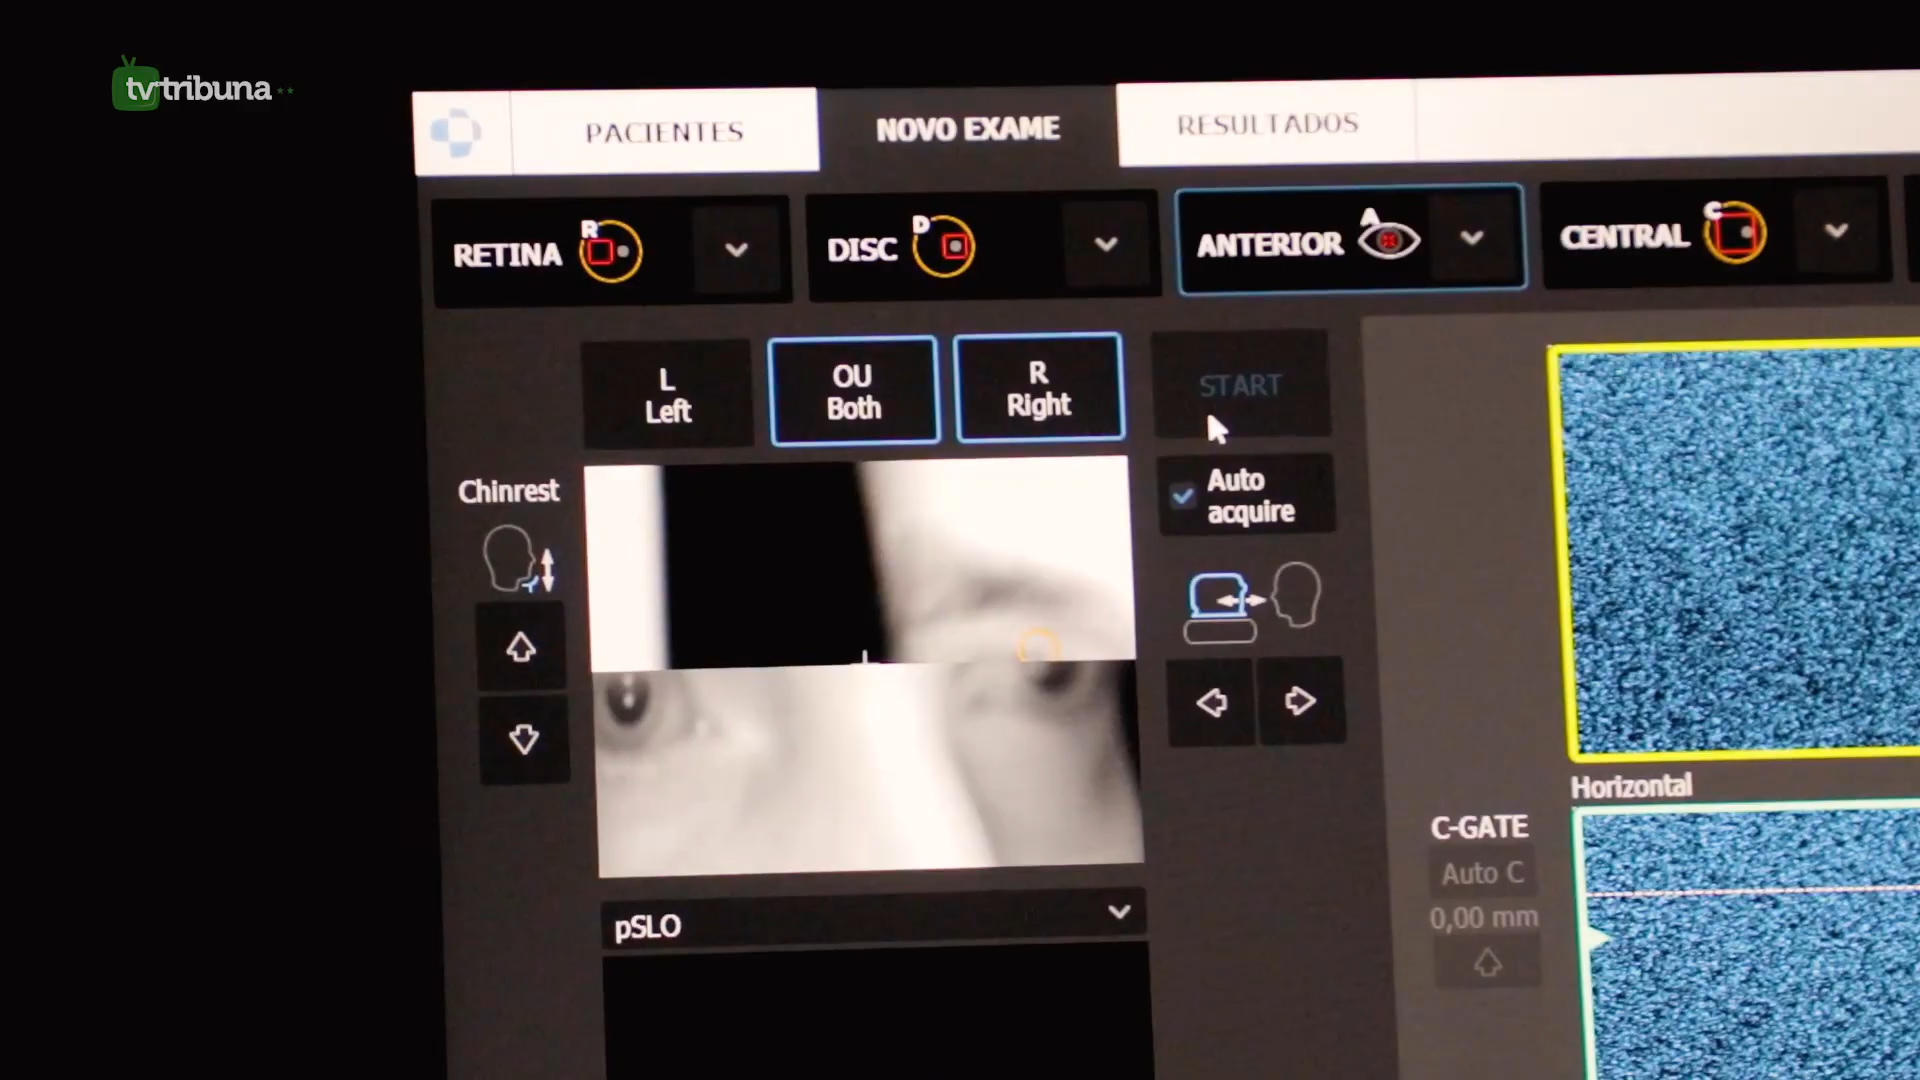 tvtribuna
PACIENTES
NOVO EXAME
RESULTADOS
RETINA
R
DISC
D
ANTERIOR
A
CENTRAL
C
L
Left
OU
Both
R
Right
START
Auto
acquire
Chinrest
pSLO
Horizontal
C-GATE
Auto C
0,00 mm